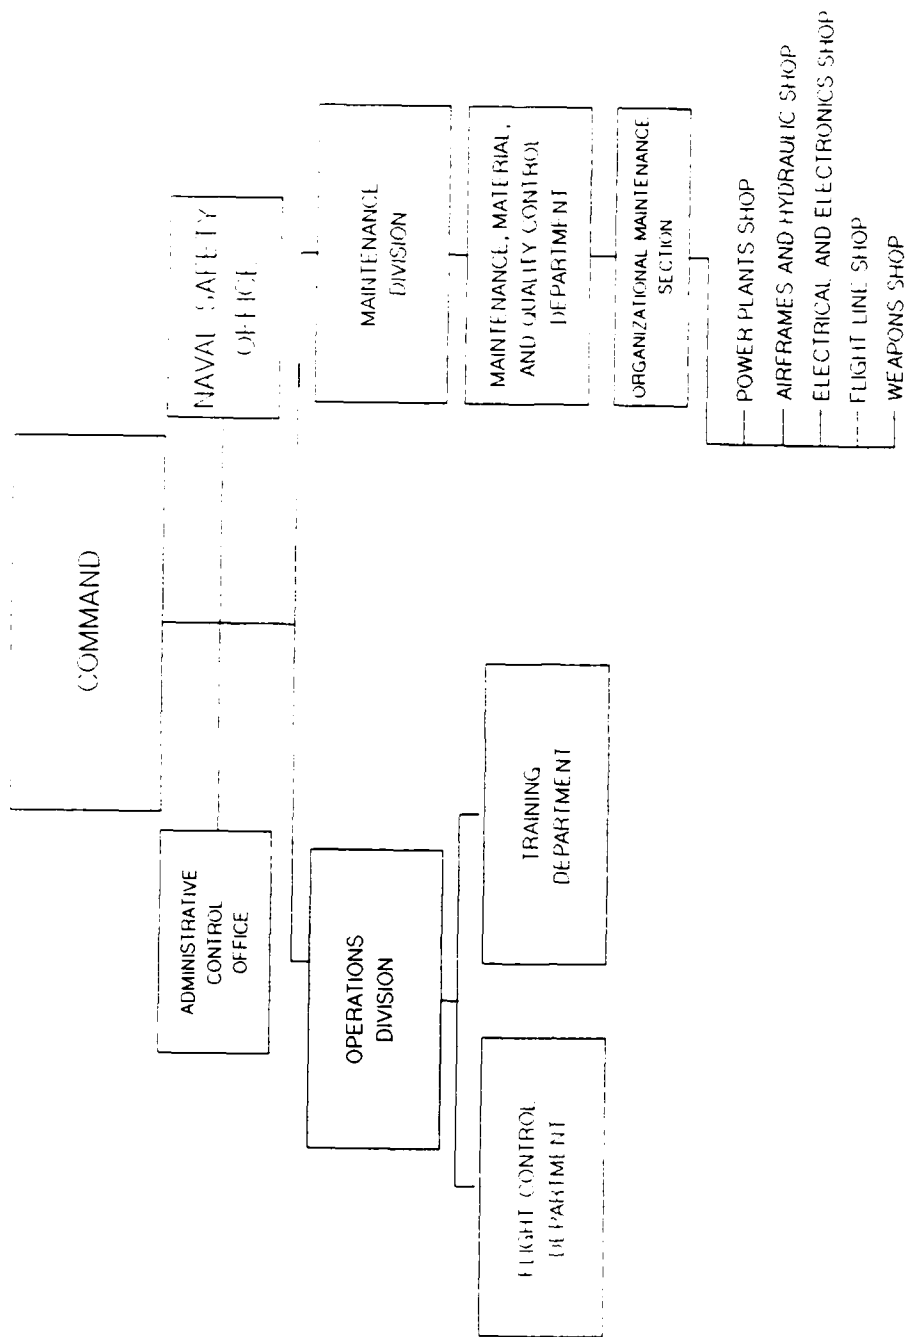 COMMAND
ADMINISTRATIVE
CONTROL
OFFICE
NAVAL SAFETY
OFFICE
OPERATIONS
DIVISION
MAINTENANCE
DIVISION
FLIGHT CONTROL
DEPARTMENT
TRAINING
DEPARTMENT
MAINTENANCE, MATERIAL,
AND QUALITY CONTROL
DEPARTMENT
ORGANIZATIONAL MAINTENANCE
SECTION
POWER PLANTS SHOP
AIRFRAMES AND HYDRAULIC SHOP
ELECTRICAL AND ELECTRONICS SHOP
FLIGHT LINE SHOP
WEAPONS SHOP